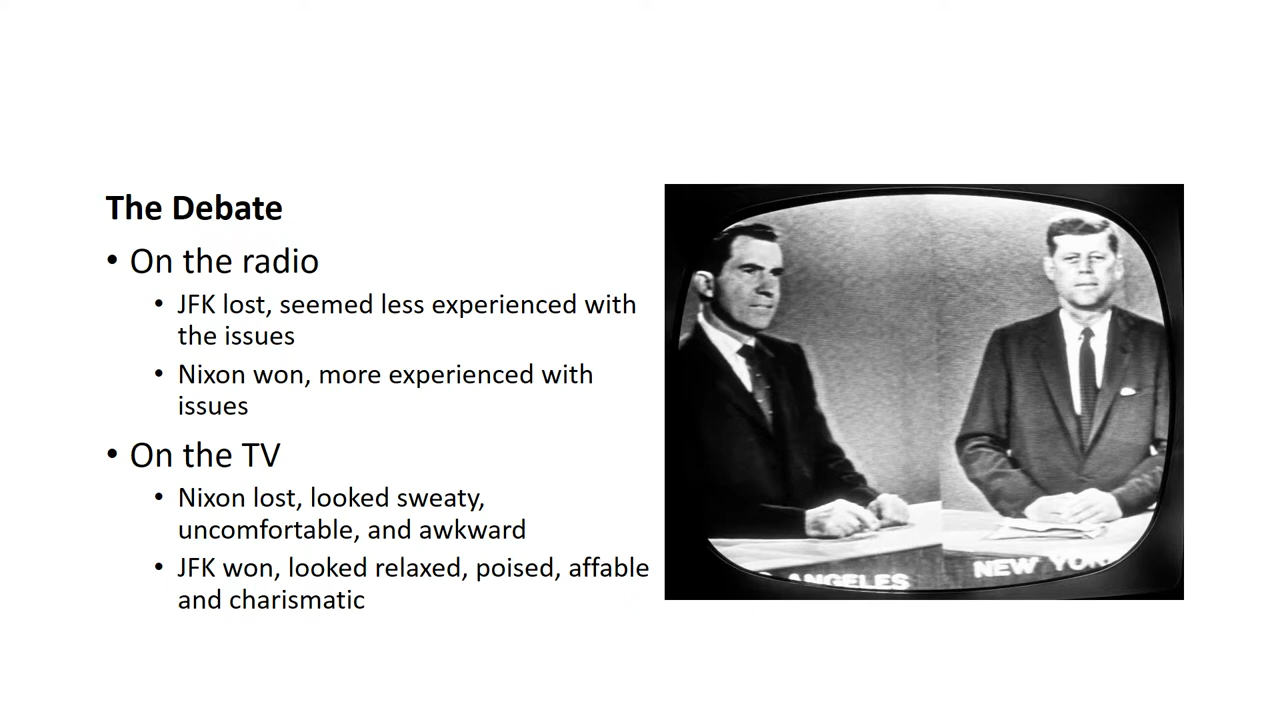 The Debate
• On the radio
• JFK lost, seemed less experienced with
the issues
• Nixon won, more experienced with
issues
• On the TV
• Nixon lost, looked sweaty,
uncomfortable, and awkward
• JFK won, looked relaxed, poised, affable
and charismatic
ANGELES
NEW YOR